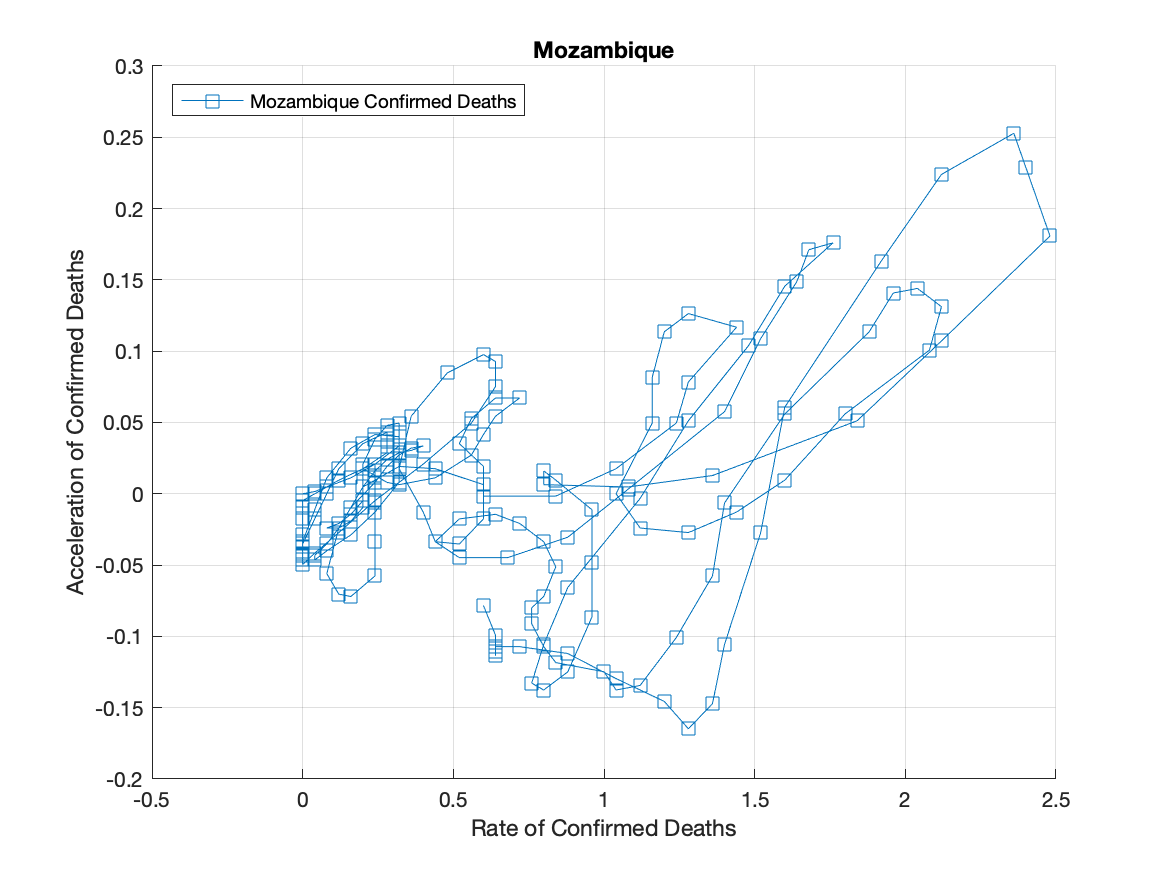 Mozambique
0.3
0.25
0.2
0.15
0.1
0.05
0
-0.05
-0.1
-0.15
-0.2
Mozambique Confirmed Deaths
Acceleration of Confirmed Deaths
-0.5 0 0.5 1 1.5 2 2.5
Rate of Confirmed Deaths